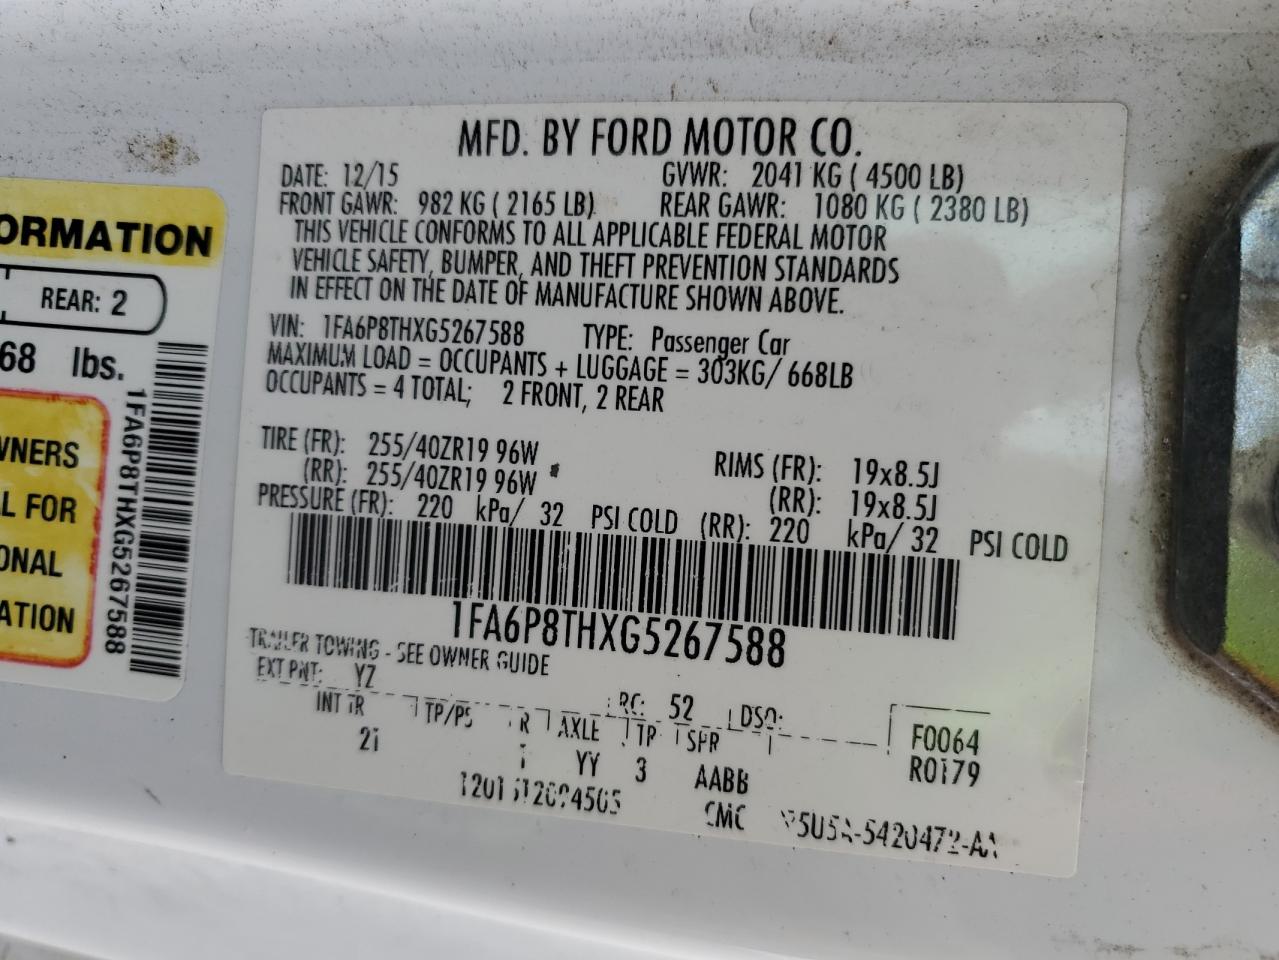 MFD. BY FORD MOTOR CO.
DATE: 12/15 GVWR: 2041 KG ( 4500 LB)
FRONT GAWR: 982 KG ( 2165 LB) REAR GAWR: 1080 KG ( 2380 LB)
THIS VEHICLE CONFORMS TO ALL APPLICABLE FEDERAL MOTOR
VEHICLE SAFETY, BUMPER, AND THEFT PREVENTION STANDARDS
IN EFFECT ON THE DATE OF MANUFACTURE SHOWN ABOVE.
VIN: 1FA6P8THXG5267588 TYPE: Passenger Car
MAXIMUM LOAD = OCCUPANTS + LUGGAGE = 303KG/ 668LB
OCCUPANTS = 4 TOTAL; 2 FRONT, 2 REAR
TIRE (FR): 255/40ZR19 96W RIMS (FR): 19x8.5J
(RR): 255/40ZR19 96W (RR): 19x8.5J
PRESSURE (FR): 220 kPa/ 32 PSI COLD (RR): 220 kPa/ 32 PSI COLD
1FA6P8THXG5267588
TRAILER TOWING - SEE OWNER GUIDE
EXT PNT: YZ RC: 52 DSO:
INT TR TP/PS R AXLE TP SPR F0064
21 YY 3 AABB R0179
CMC
ORMATION
REAR: 2
68 lbs.
WNERS
L FOR
ONAL
ATION
1FA6P8THXG5267588